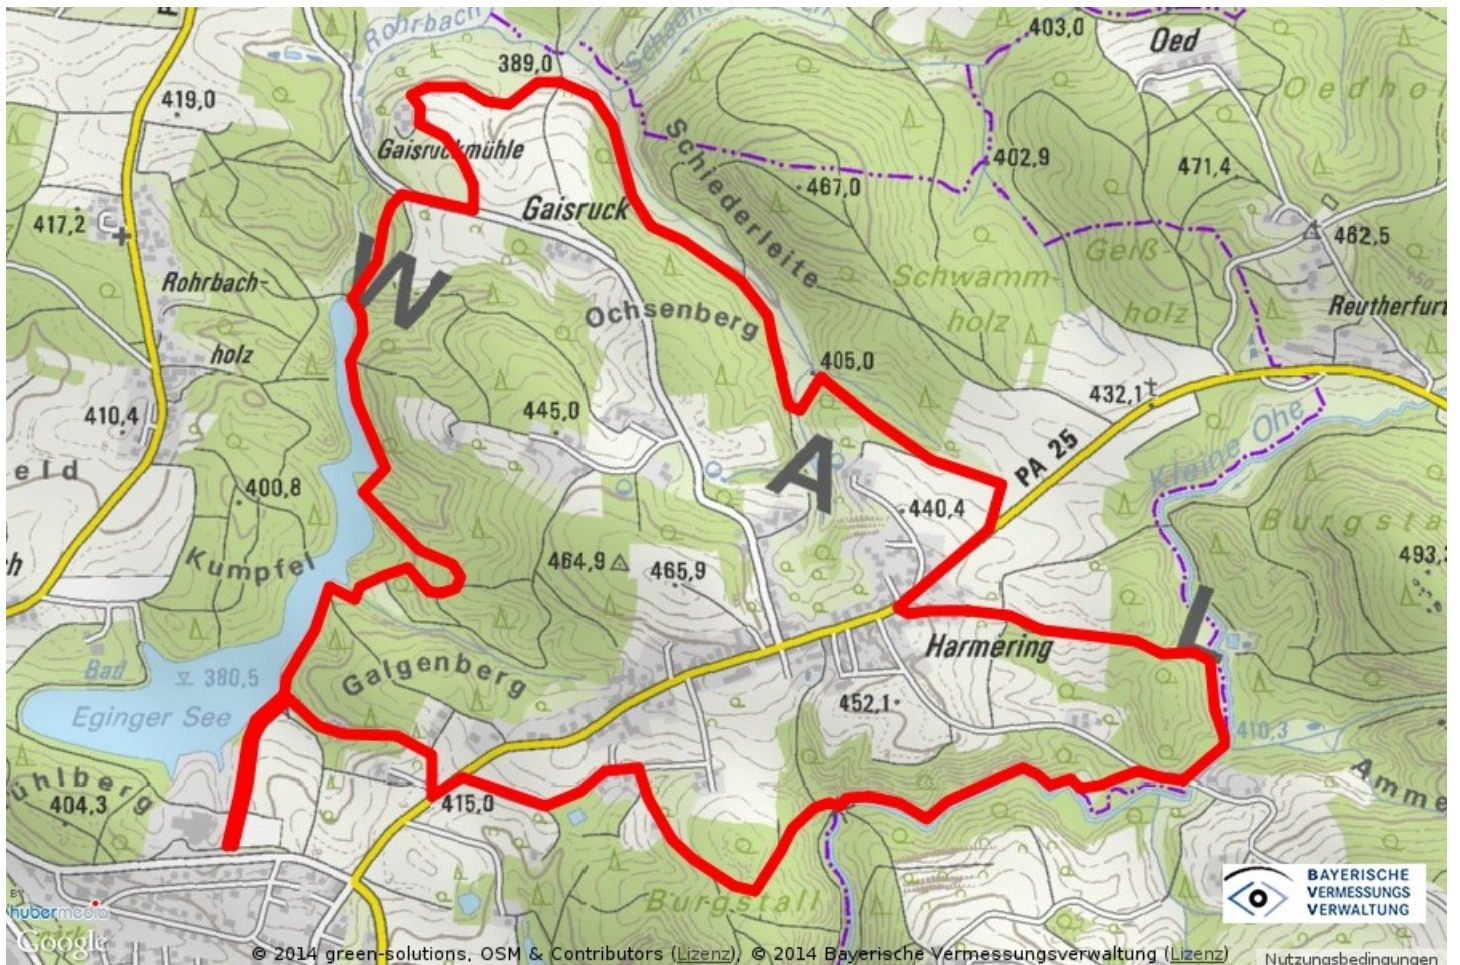 Rohrbach
403,0
Oed
389,0
Oedhol
419,0
Gaisruckmühle
Schiederleite
402,9
471,4
467,0
417,2
Gaisruck
462,5
Geiß-
holz
Rohrbach-
holz
Schwamm-
holz
Reutherfurt
W
Ochsenberg
405,0
432,1
410,4
445,0
PA 25
Kleine Ohe
eld
400,8
A
440,4
Burgsta
Kumpfel
464,9
465,9
493,
h
I
Harmering
Galgenberg
Bad
380,5
452,1
Eginger See
410,3
ühlberg
404,3
415,0
Amme
Burgstall
BAYERISCHE
VERMESSUNGS
VERWALTUNG
BY
hubermedia
Google
© 2014 green-solutions, OSM & Contributors (Lizenz), © 2014 Bayerische Vermessungsverwaltung (Lizenz)
Nutzungsbedingungen